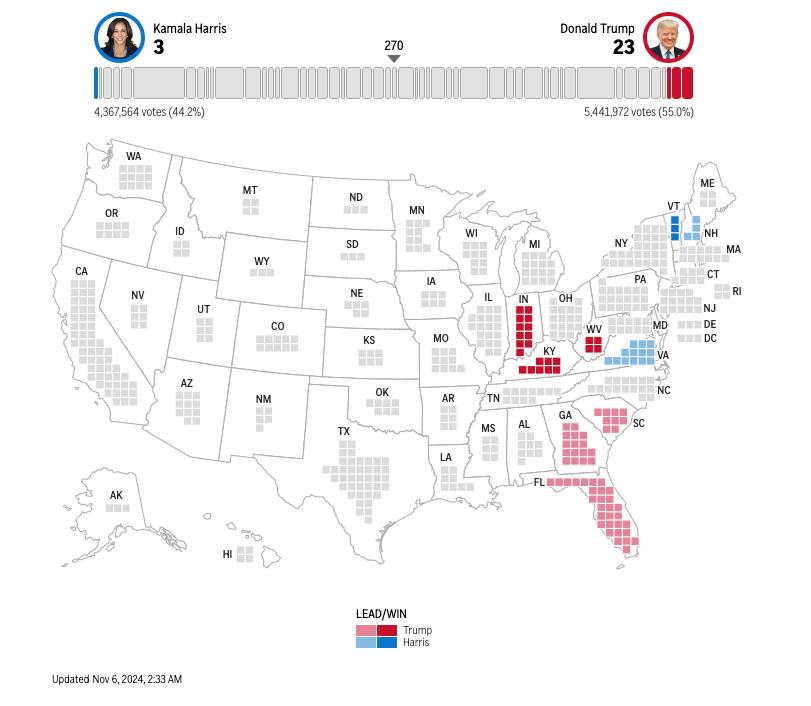 Kamala Harris
3
Donald Trump
23
270
4,367,564 votes (44.2%)
5,441,972 votes (55.0%)
WA
ME
MT
ND
VT
OR
MN
ID
WI
NH
SD
MI
NY
MA
WY
CA
CT
IA
PA
NV
NE
RI
IL
IN
OH
UT
NJ
CO
MD
DE
WV
KS
MO
DC
KY
VA
AZ
OK
NC
NM
TN
AR
GA
SC
MS
AL
TX
LA
FL
AK
HI
LEAD/WIN
Trump
Harris
Updated Nov 6, 2024, 2:33 AM